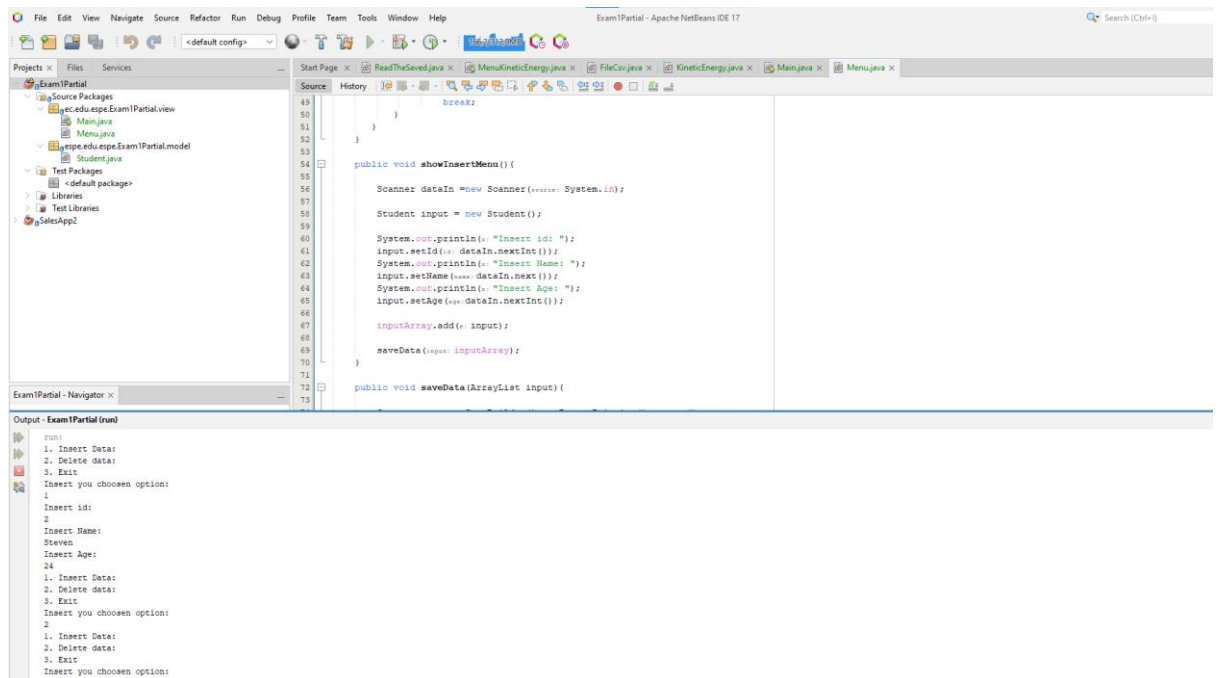 File Edit View Navigate Source Refactor Run Debug Profile Team Tools Window Help
Exam1Partial - Apache NetBeans IDE 17
Search (Ctrl+I)
<default config>
Projects Files Services
Exam1Partial
Source Packages
ec.edu.espe.Exam1Partial.view
Main.java
Menu.java
espe.edu.espe.Exam1Partial.model
Student.java
Test Packages
<default package>
Libraries
Test Libraries
SalesApp2
Exam1Partial - Navigator
Start Page ReadTheSaved.java MenuKineticEnergy.java FileCsv.java KineticEnergy.java Main.java Menu.java
Source History
49 break;
50 }
51 }
52 }
53
54 public void showInsertMenu(){
55
56 Scanner dataIn =new Scanner(source: System.in);
57
58 Student input = new Student();
59
60 System.out.println(x: "Insert id: ");
61 input.setId(id: dataIn.nextInt());
62 System.out.println(x: "Insert Name: ");
63 input.setName(name: dataIn.next());
64 System.out.println(x: "Insert Age: ");
65 input.setAge(age:dataIn.nextInt());
66
67 inputArray.add(e: input);
68
69 saveData(input: inputArray);
70 }
71
72 public void saveData(ArrayList input){
73
Output - Exam1Partial (run)
run:
1. Insert Data:
2. Delete data:
3. Exit
Insert you choosen option:
1
Insert id:
2
Insert Name:
Steven
Insert Age:
24
1. Insert Data:
2. Delete data:
3. Exit
Insert you choosen option:
2
1. Insert Data:
2. Delete data:
3. Exit
Insert you choosen option: